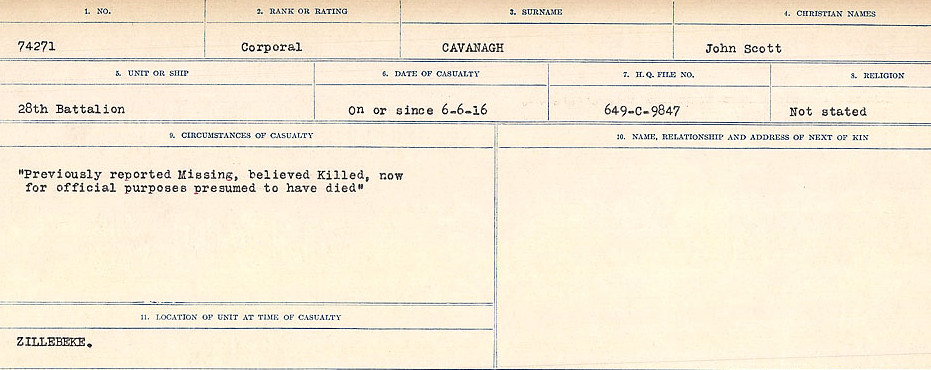 1. NO.
2. RANK OR RATING
3. SURNAME
4. CHRISTIAN NAMES
74271
Corporal
CAVANAGH
John Scott
5. UNIT OR SHIP
6. DATE OF CASUALTY
7. H.Q. FILE NO.
8. RELIGION
28th Battalion
On or since 6-6-16
649-C-9847
Not stated
9. CIRCUMSTANCES OF CASUALTY
10. NAME, RELATIONSHIP AND ADDRESS OF NEXT OF KIN
"Previously reported Missing, believed Killed, now
for official purposes presumed to have died"
11. LOCATION OF UNIT AT TIME OF CASUALTY
ZILLEBEKE.